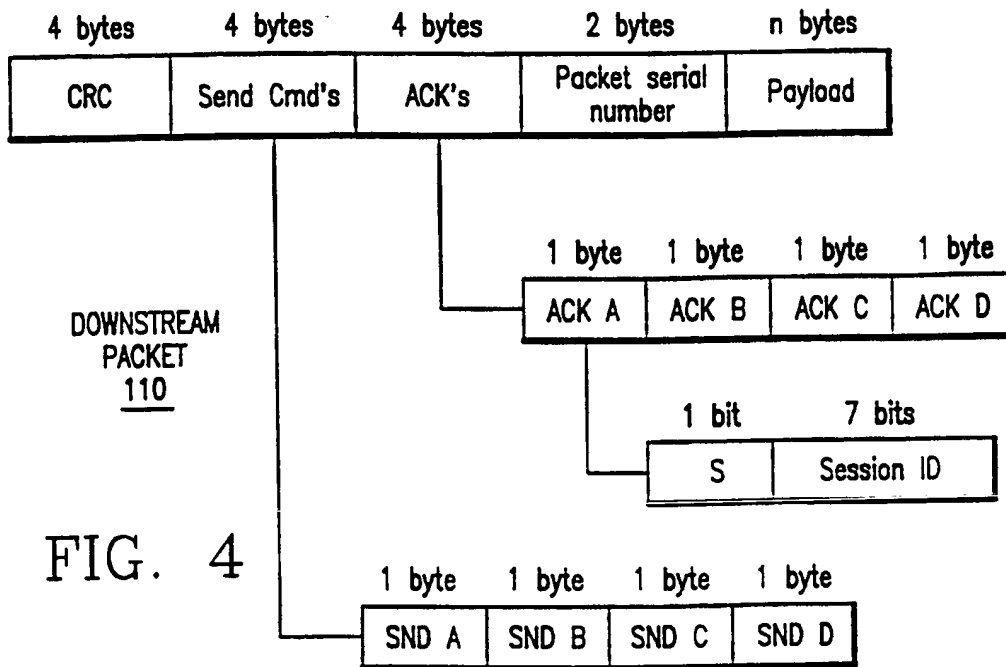 4 bytes 4 bytes 4 bytes 2 bytes n bytes
CRC Send Cmd's ACK's Packet serial number Payload
1 byte 1 byte 1 byte 1 byte
ACK A ACK B ACK C ACK D
DOWNSTREAM
PACKET
110
1 bit 7 bits
S Session ID
FIG. 4
1 byte 1 byte 1 byte 1 byte
SND A SND B SND C SND D